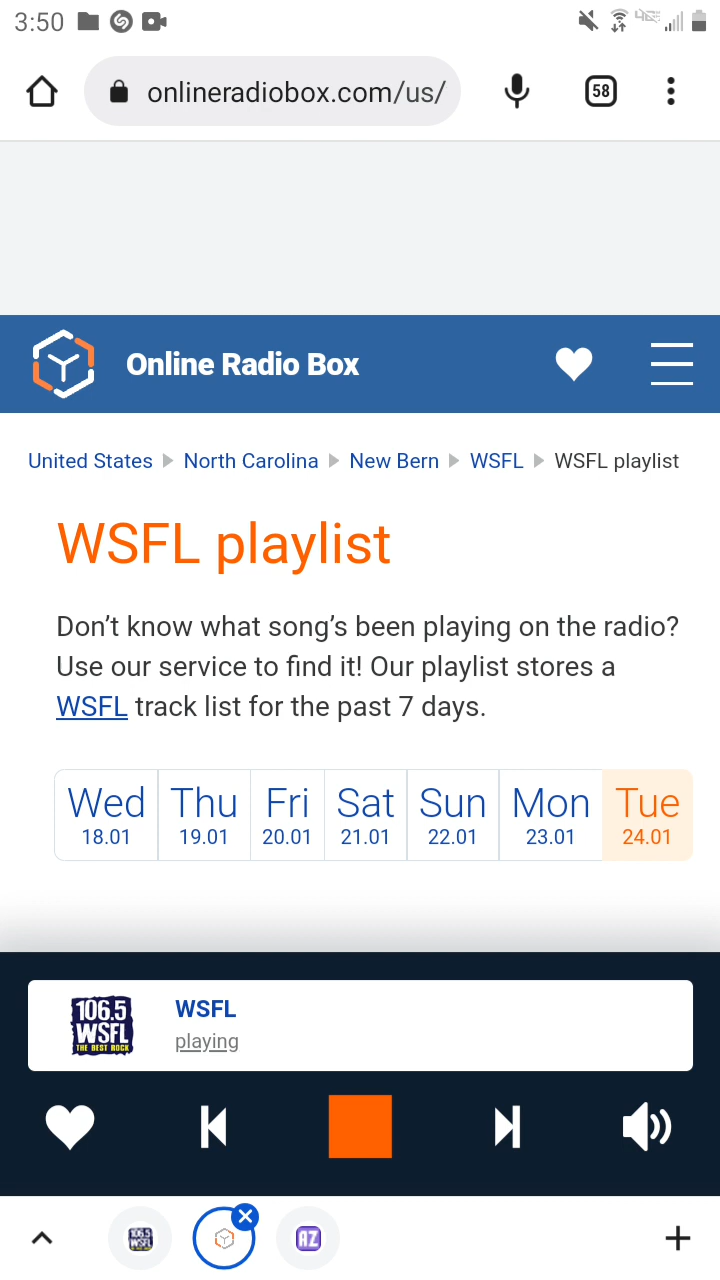 3:50
onlineradiobox.com/us/
58
Online Radio Box
United States North Carolina New Bern WSFL WSFL playlist
WSFL playlist
Don't know what song's been playing on the radio?
Use our service to find it! Our playlist stores a
WSFL track list for the past 7 days.
Wed Thu Fri Sat Sun Mon Tue
18.01 19.01 20.01 21.01 22.01 23.01 24.01
106.5
WSFL
THE BEST ROCK
WSFL
playing
106.5
WSFL
AZ